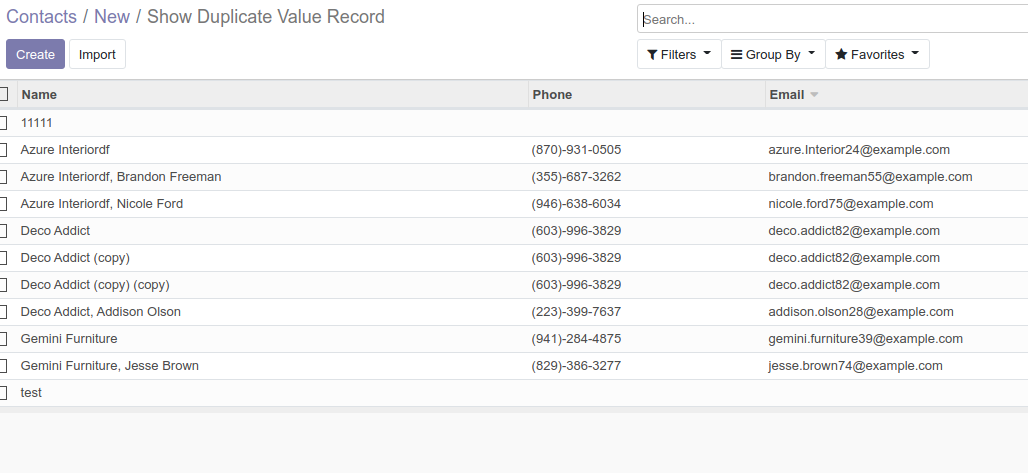 Contacts / New / Show Duplicate Value Record
Search...
Create Import Filters Group By Favorites
Name Phone Email
11111
Azure Interiordf (870)-931-0505 azure.Interior24@example.com
Azure Interiordf, Brandon Freeman (355)-687-3262 brandon.freeman55@example.com
Azure Interiordf, Nicole Ford (946)-638-6034 nicole.ford75@example.com
Deco Addict (603)-996-3829 deco.addict82@example.com
Deco Addict (copy) (603)-996-3829 deco.addict82@example.com
Deco Addict (copy) (copy) (603)-996-3829 deco.addict82@example.com
Deco Addict, Addison Olson (223)-399-7637 addison.olson28@example.com
Gemini Furniture (941)-284-4875 gemini.furniture39@example.com
Gemini Furniture, Jesse Brown (829)-386-3277 jesse.brown74@example.com
test